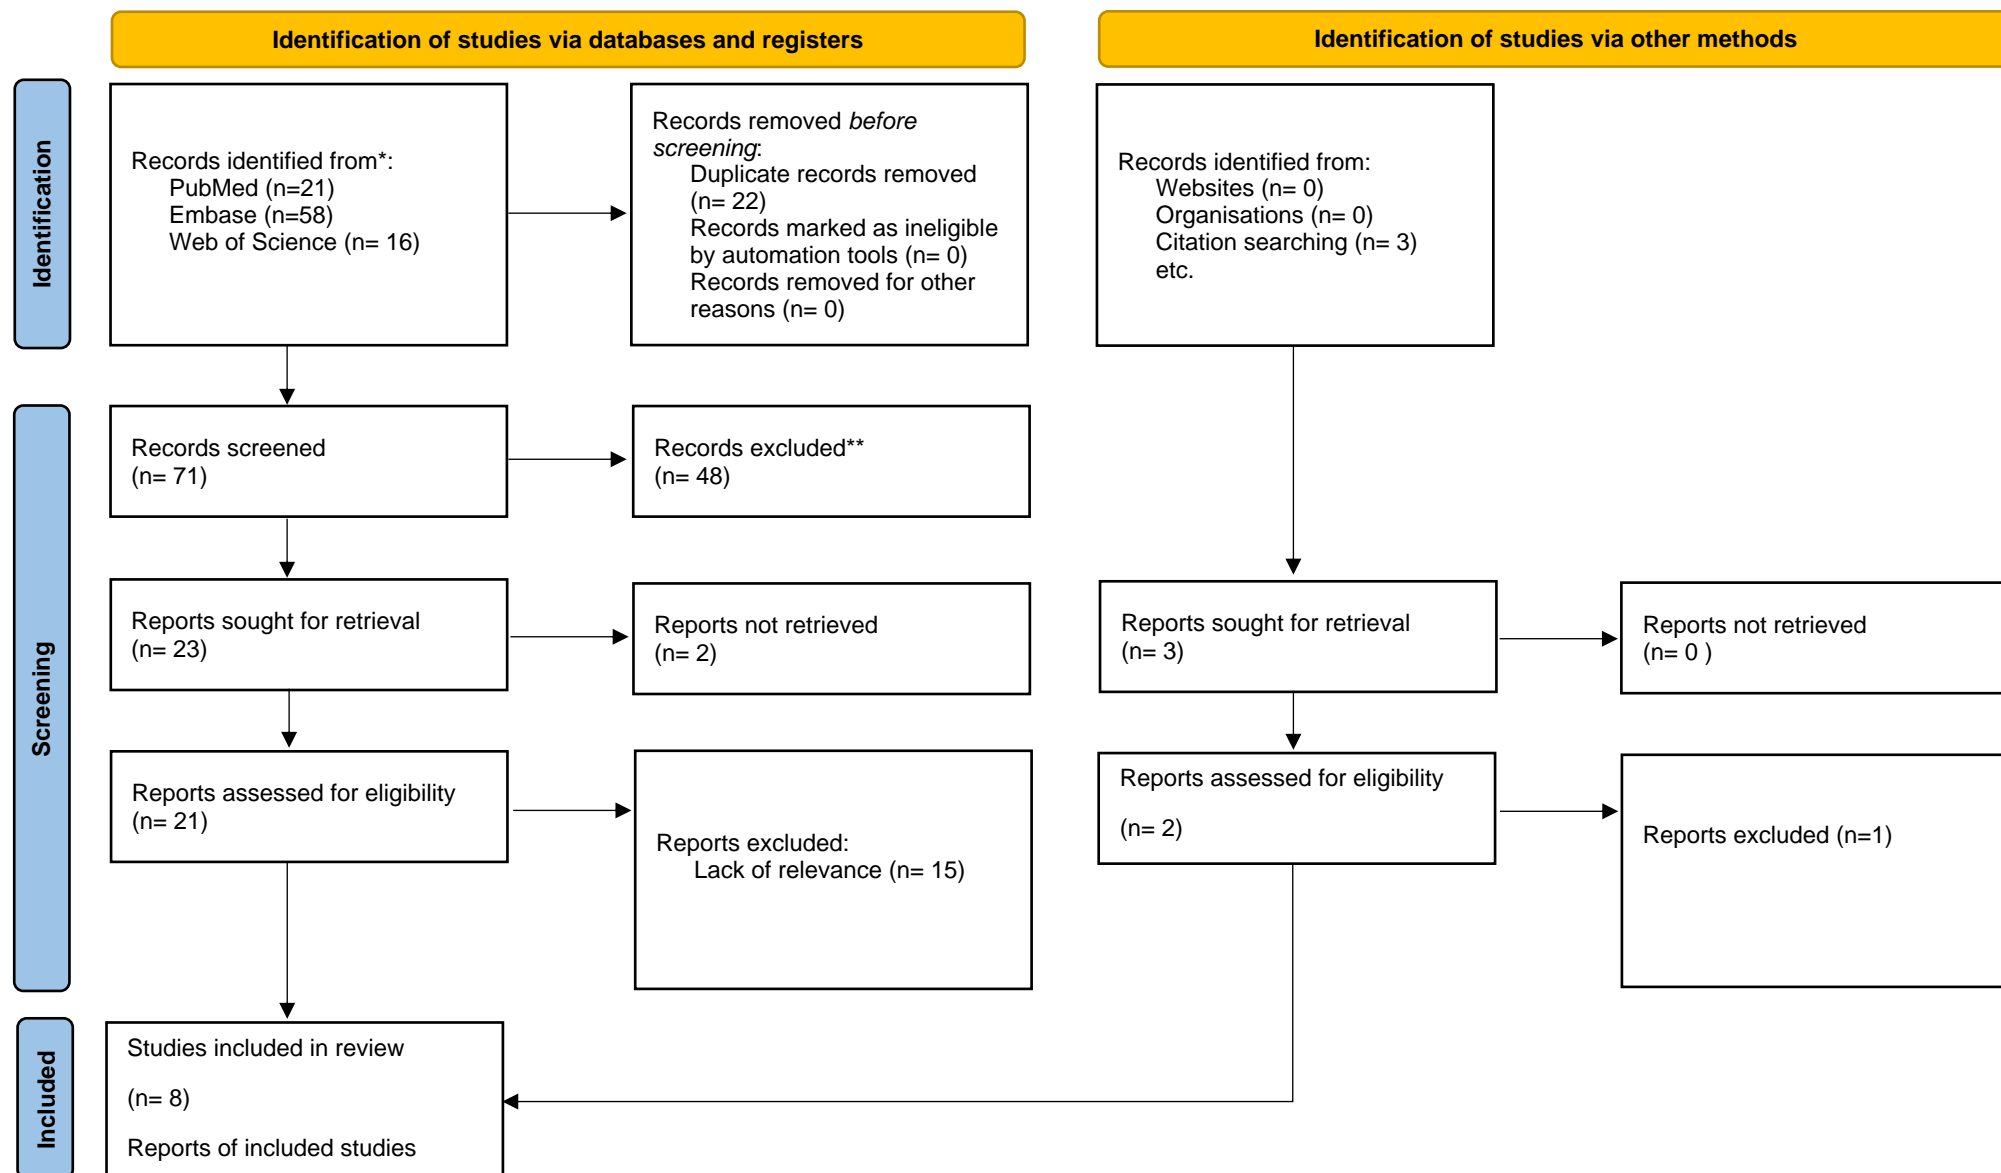 Identification of studies via databases and registers
Identification of studies via other methods
Identification
Records identified from*:
PubMed (n=21)
Embase (n=58)
Web of Science (n= 16)
Records removed before
screening:
Duplicate records removed
(n= 22)
Records marked as ineligible
by automation tools (n= 0)
Records removed for other
reasons (n= 0)
Records identified from:
Websites (n= 0)
Organisations (n= 0)
Citation searching (n= 3)
etc.
Screening
Records screened
(n= 71)
Records excluded**
(n= 48)
Reports sought for retrieval
(n= 23)
Reports not retrieved
(n= 2)
Reports sought for retrieval
(n= 3)
Reports not retrieved
(n= 0 )
Reports assessed for eligibility
(n= 21)
Reports excluded:
Lack of relevance (n= 15)
Reports assessed for eligibility
(n= 2)
Reports excluded (n=1)
Included
Studies included in review
(n= 8)
Reports of included studies